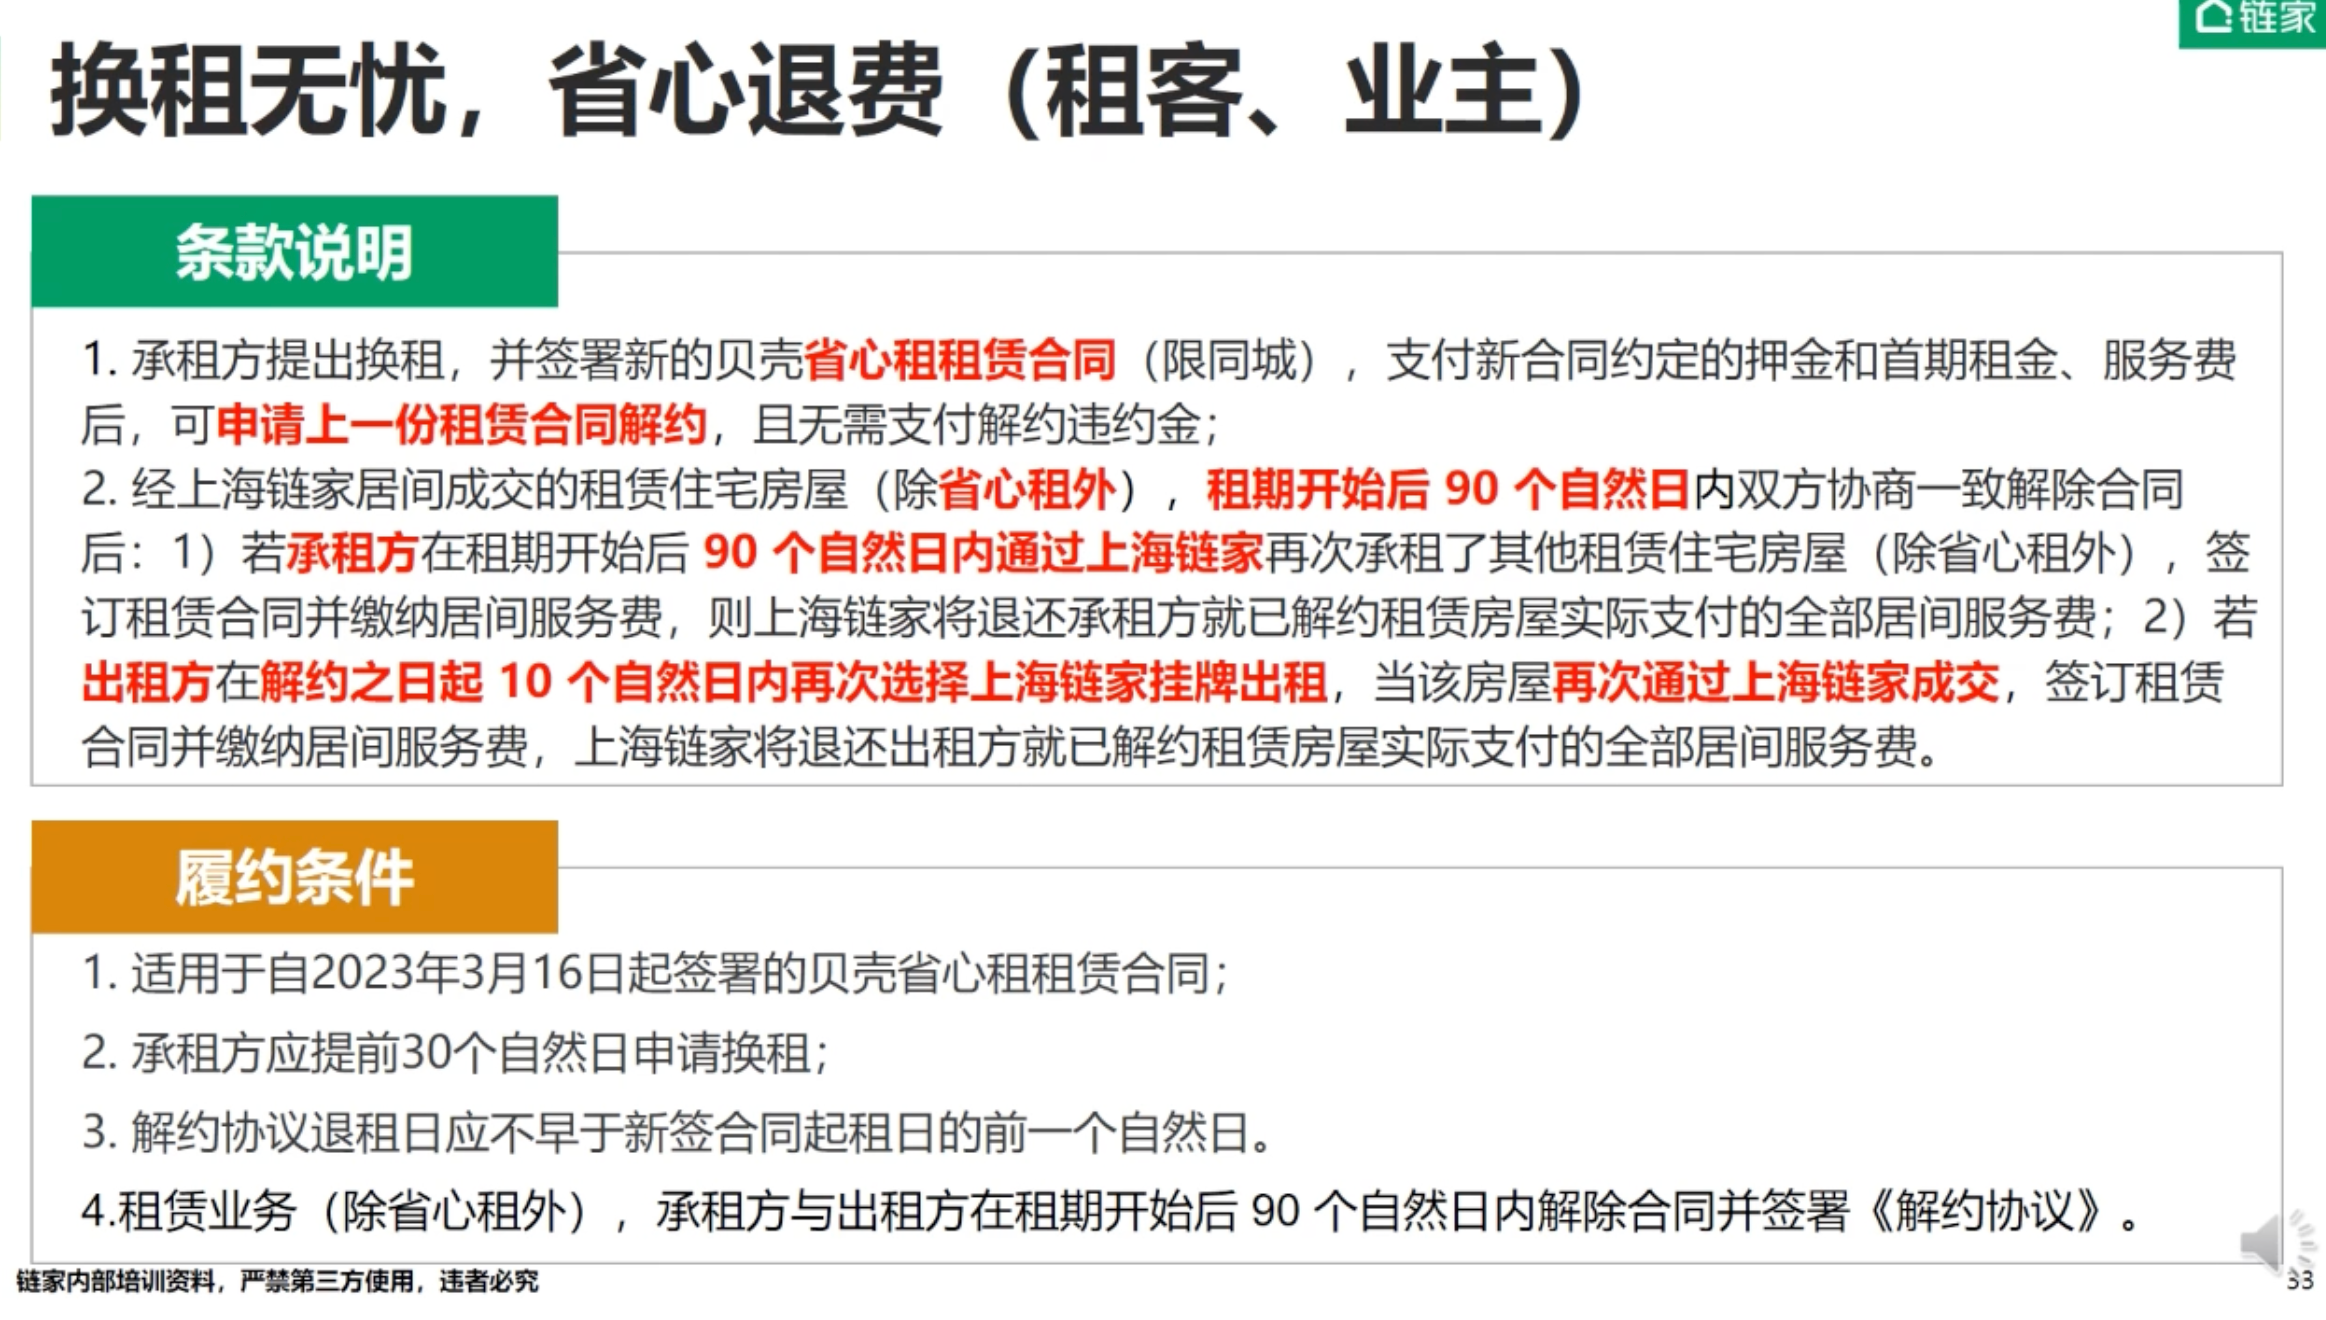 链家
换租无忧，省心退费（租客、业主）
条款说明
1. 承租方提出换租，并签署新的贝壳省心租租赁合同（限同城），支付新合同约定的押金和首期租金、服务费
后，可申请上一份租赁合同解约，且无需支付解约违约金；
2. 经上海链家居间成交的租赁住宅房屋（除省心租外），租期开始后 90 个自然日内双方协商一致解除合同
后：1）若承租方在租期开始后 90 个自然日内通过上海链家再次承租了其他租赁住宅房屋（除省心租外），签
订租赁合同并缴纳居间服务费，则上海链家将退还承租方就已解约租赁房屋实际支付的全部居间服务费；2）若
出租方在解约之日起 10 个自然日内再次选择上海链家挂牌出租，当该房屋再次通过上海链家成交，签订租赁
合同并缴纳居间服务费，上海链家将退还出租方就已解约租赁房屋实际支付的全部居间服务费。
履约条件
1. 适用于自2023年3月16日起签署的贝壳省心租租赁合同；
2. 承租方应提前30个自然日申请换租；
3. 解约协议退租日应不早于新签合同起租日的前一个自然日。
4.租赁业务（除省心租外），承租方与出租方在租期开始后 90 个自然日内解除合同并签署《解约协议》。
链家内部培训资料，严禁第三方使用，违者必究
33